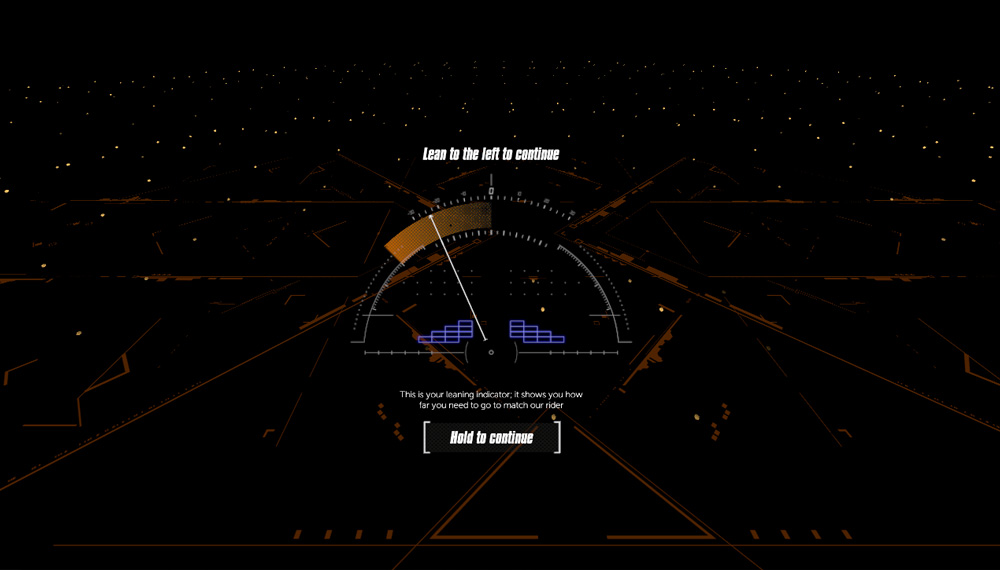 Lean to the left to continue
0
This is your leaning indicator; it shows you how
far you need to go to match our rider
Hold to continue